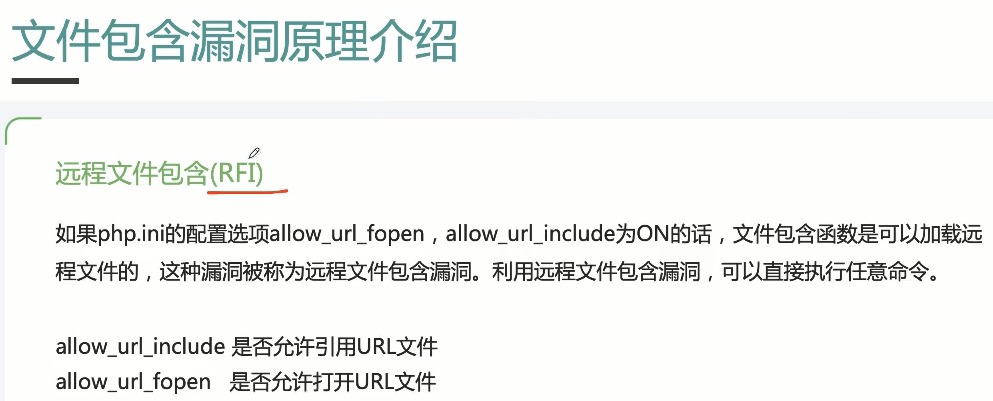 文件包含漏洞原理介绍
远程文件包含(RFI)
如果php.ini的配置选项allow_url_fopen，allow_url_include为ON的话，文件包含函数是可以加载远
程文件的，这种漏洞被称为远程文件包含漏洞。利用远程文件包含漏洞，可以直接执行任意命令。
allow_url_include 是否允许引用URL文件
allow_url_fopen 是否允许打开URL文件